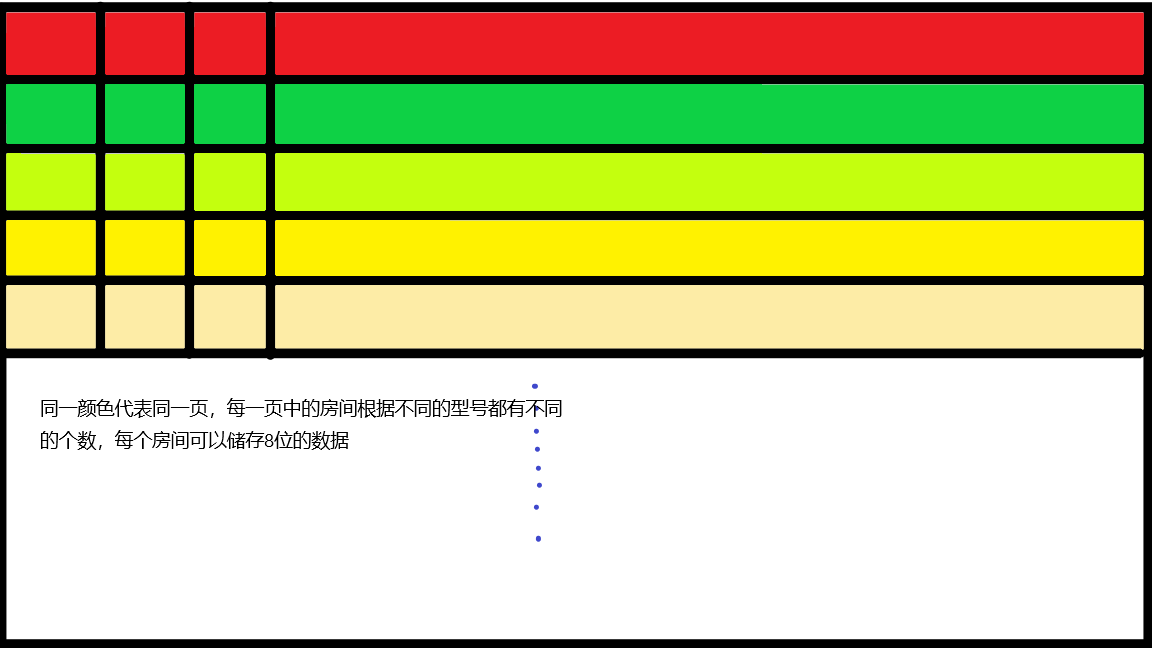 同一颜色代表同一页，每一页中的房间根据不同的型号都有不同
的个数，每个房间可以储存8位的数据